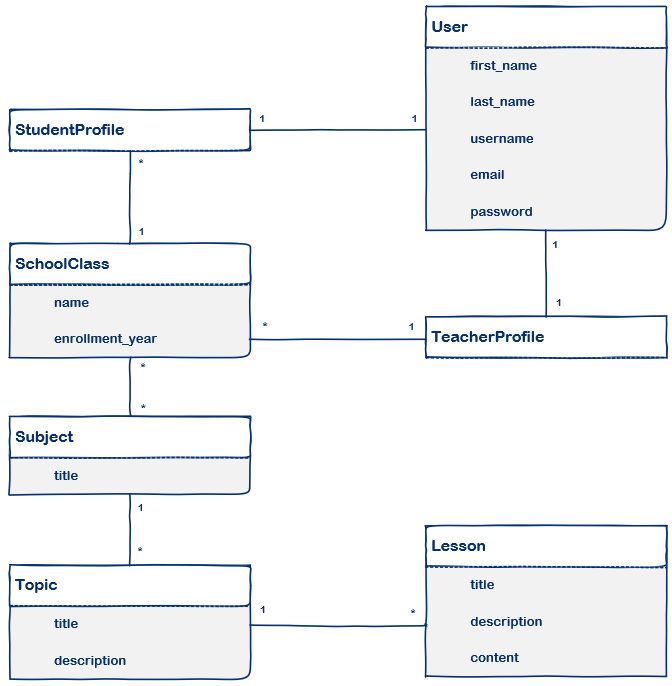 User
first_name
last_name
username
email
password
StudentProfile
1
1
*
1
SchoolClass
name
enrollment_year
*
1
1
1
TeacherProfile
*
*
Subject
title
1
*
Topic
title
description
1
*
Lesson
title
description
content